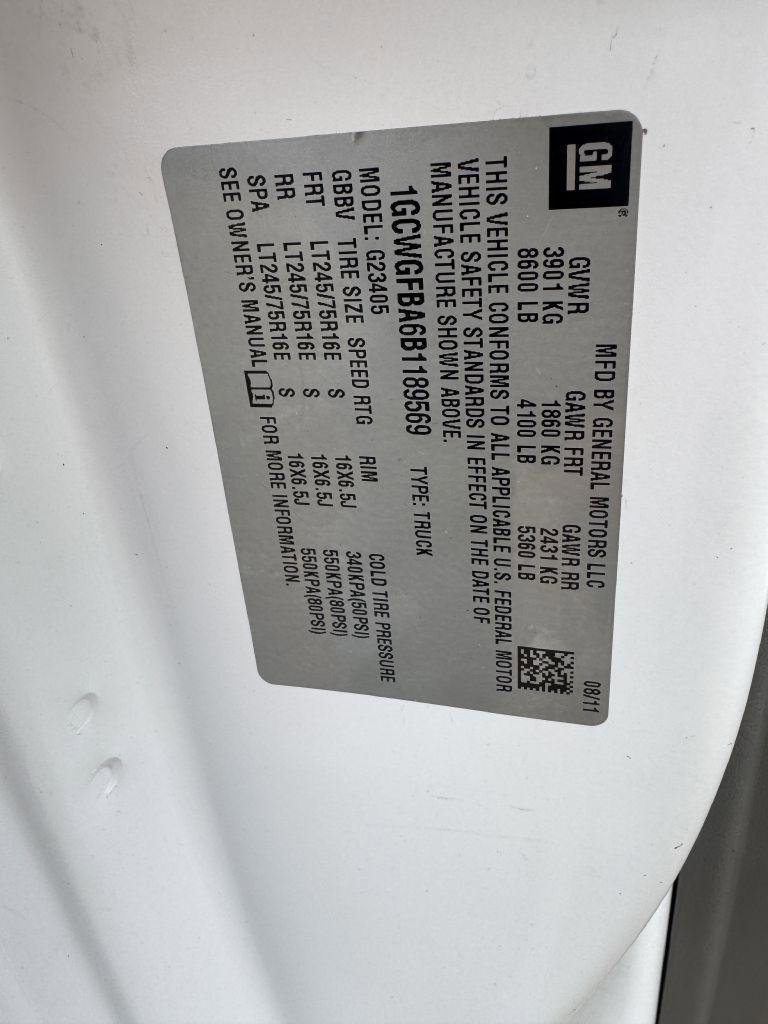 GM®
MFD BY GENERAL MOTORS LLC 08/11
GVWR GAWR FRT GAWR RR
3901 KG 1860 KG 2431 KG
8600 LB 4100 LB 5360 LB
THIS VEHICLE CONFORMS TO ALL APPLICABLE U.S. FEDERAL MOTOR
VEHICLE SAFETY STANDARDS IN EFFECT ON THE DATE OF
MANUFACTURE SHOWN ABOVE.
1GCWGFBA6B1189569 TYPE: TRUCK
MODEL: G23405
GBBV TIRE SIZE SPEED RTG RIM COLD TIRE PRESSURE
FRT LT245/75R16E S 16X6.5J 340KPA(50PSI)
RR LT245/75R16E S 16X6.5J 550KPA(80PSI)
SPA LT245/75R16E S 16X6.5J 550KPA(80PSI)
SEE OWNER'S MANUAL i FOR MORE INFORMATION.